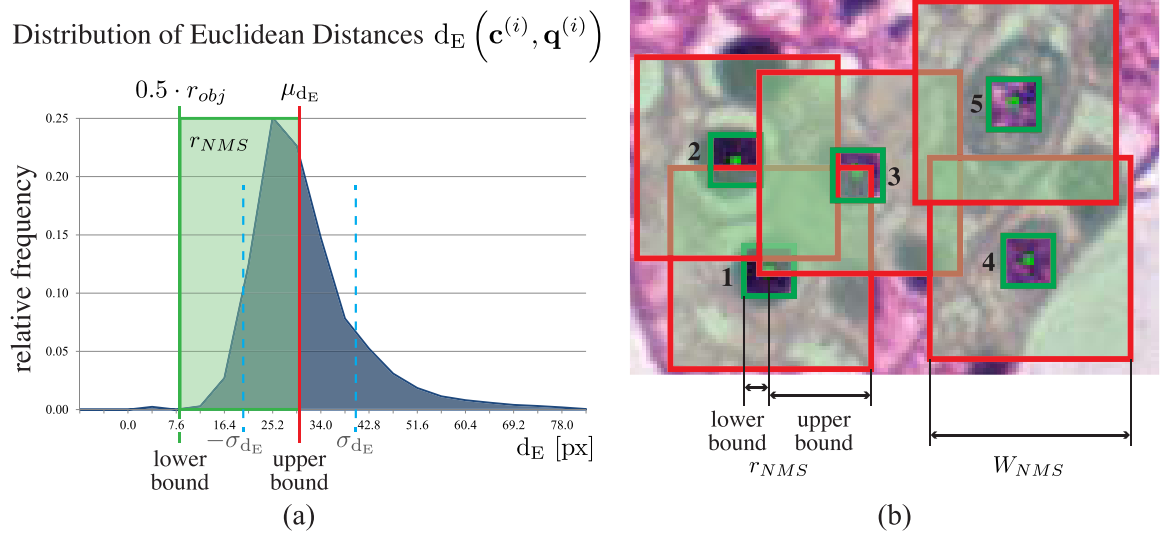 Distribution of Euclidean Distances d_E (c^(i), q^(i))
0.5 · r_obj
μ_dE
r_NMS
relative frequency
0.25
0.20
0.15
0.10
0.05
0.00
0.0 7.6 16.4 25.2 34.0 42.8 51.6 60.4 69.2 78.0
−σ_dE σ_dE d_E [px]
lower
bound
upper
bound
(a)
5
2
3
4
1
lower
bound
upper
bound
r_NMS
W_NMS
(b)